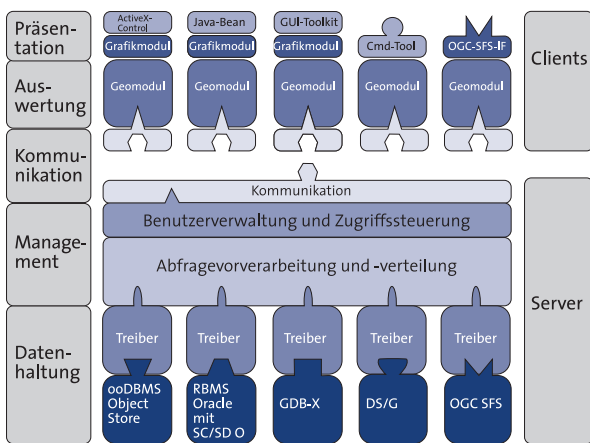 Präsen-
tation
ActiveX-
Control
Java-Bean
GUI-Toolkit
Grafikmodul
Grafikmodul
Grafikmodul
Cmd-Tool
OGC-SFS-IF
Clients
Aus-
wertung
Geomodul
Geomodul
Geomodul
Geomodul
Geomodul
Kommu-
nikation
Kommunikation
Benutzerverwaltung und Zugriffssteuerung
Manage-
ment
Abfragevorverarbeitung und -verteilung
Server
Treiber
Treiber
Treiber
Treiber
Treiber
Daten-
haltung
ooDBMS
Object
Store
RBMS
Oracle
mit
SC/SD O
GDB-X
DS/G
OGC SFS